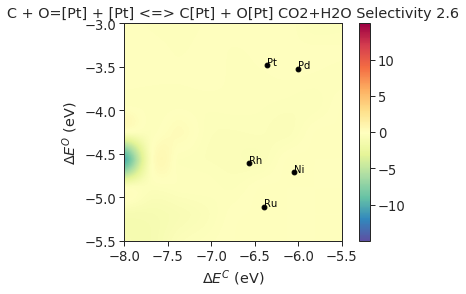 C + O=[Pt] + [Pt] <=> C[Pt] + O[Pt] CO2+H2O Selectivity 2.6
−3.0
−3.5
−4.0
−4.5
−5.0
−5.5
ΔE^O (eV)
Pt
Pd
Rh
Ni
Ru
−8.0 −7.5 −7.0 −6.5 −6.0 −5.5
ΔE^C (eV)
10
5
0
−5
−10